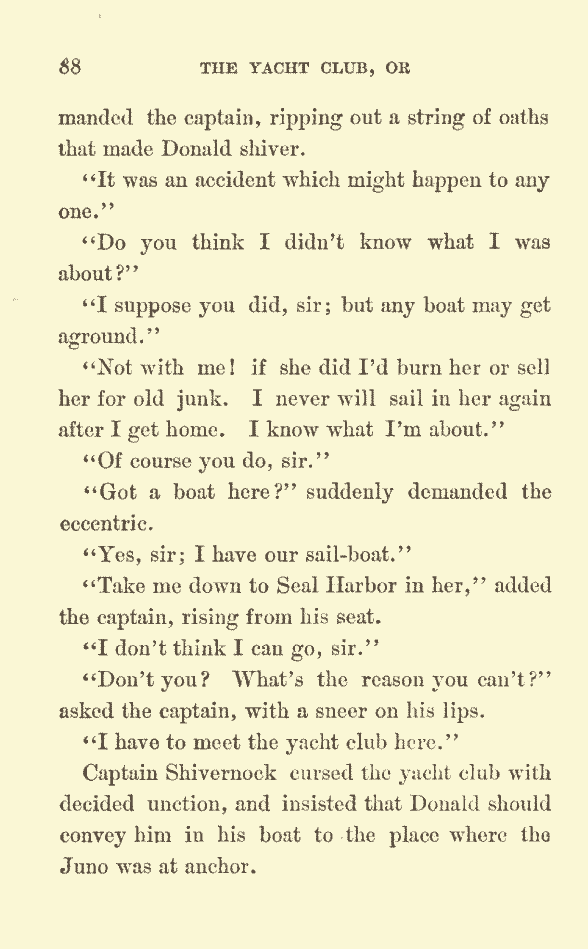 88 THE YACHT CLUB, OR
manded the captain, ripping out a string of oaths
that made Donald shiver.
"It was an accident which might happen to any
one."
"Do you think I didn't know what I was
about?"
"I suppose you did, sir; but any boat may get
aground."
"Not with me! if she did I'd burn her or sell
her for old junk. I never will sail in her again
after I get home. I know what I'm about."
"Of course you do, sir."
"Got a boat here?" suddenly demanded the
eccentric.
"Yes, sir; I have our sail-boat."
"Take me down to Seal Harbor in her," added
the captain, rising from his seat.
"I don't think I can go, sir."
"Don't you? What's the reason you can't?"
asked the captain, with a sneer on his lips.
"I have to meet the yacht club here."
Captain Shivernock cursed the yacht club with
decided unction, and insisted that Donald should
convey him in his boat to the place where the
Juno was at anchor.